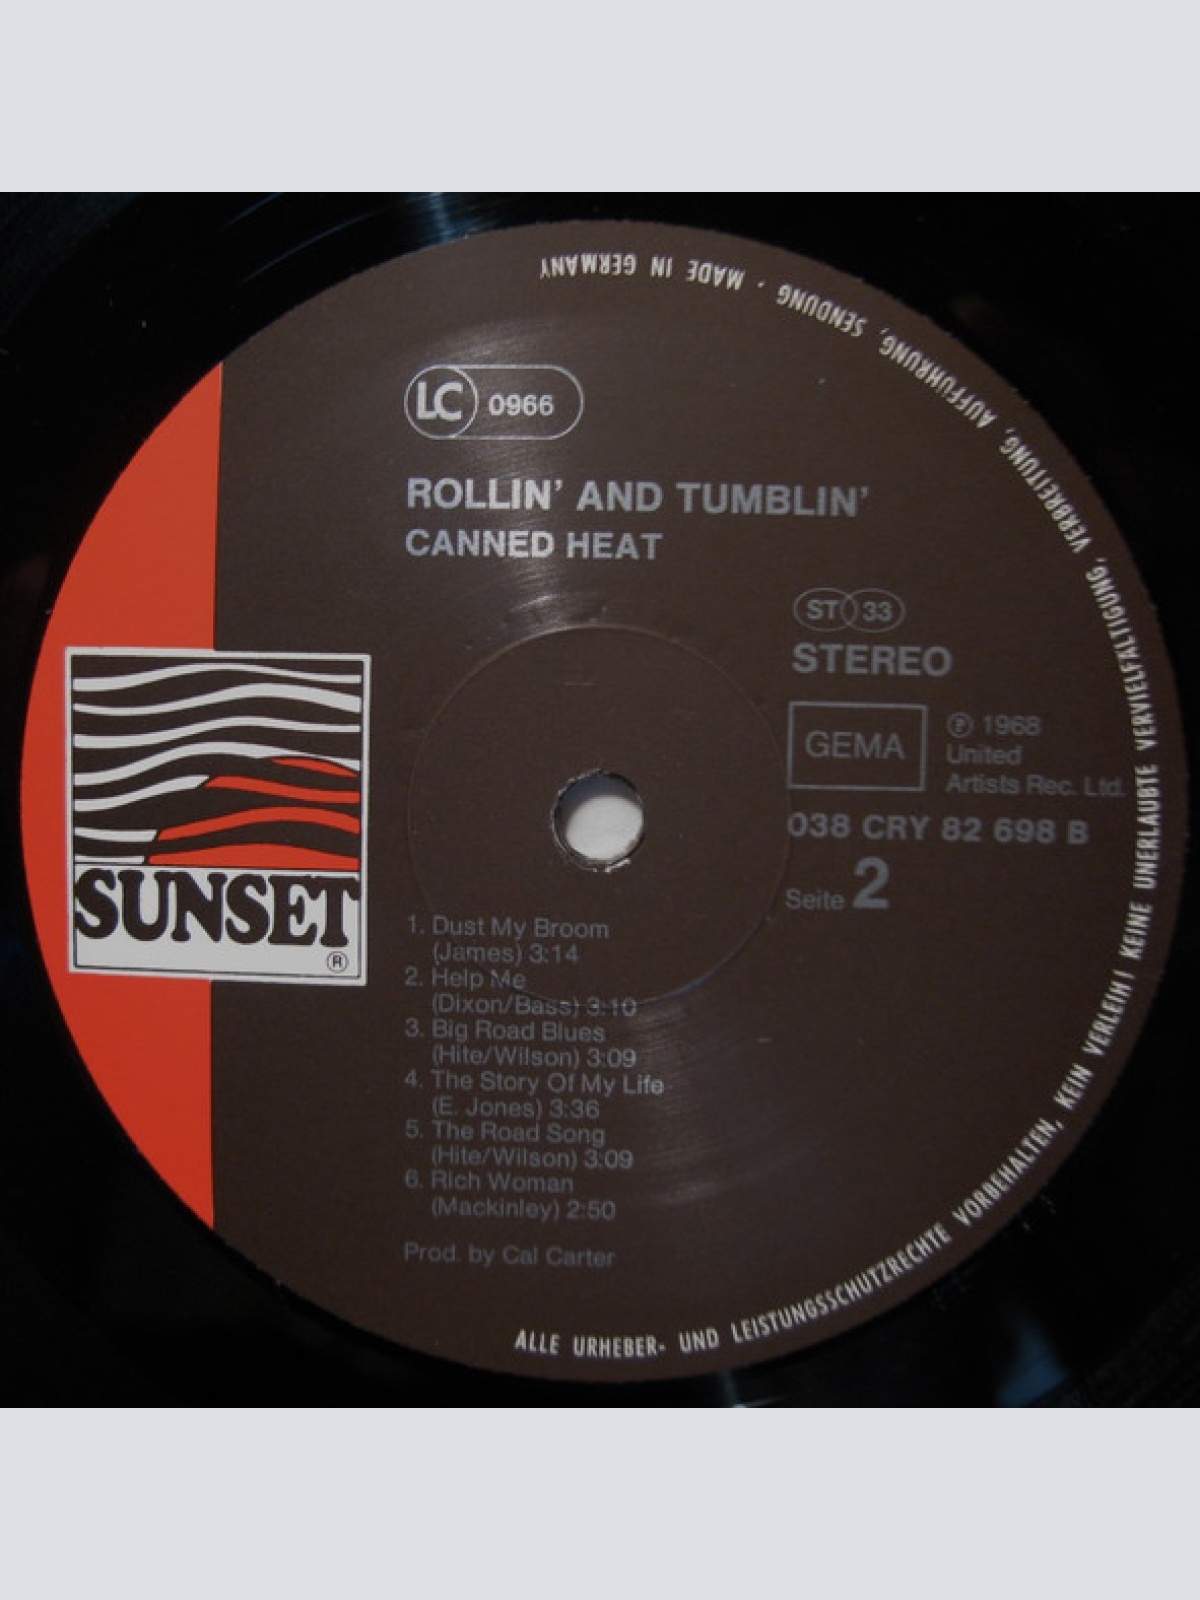 LC 0966
ROLLIN' AND TUMBLIN'
CANNED HEAT
ST 33
STEREO
GEMA
℗ 1968
United
Artists Rec. Ltd.
038 CRY 82 698 B
Seite 2
SUNSET
®
1. Dust My Broom
(James) 3:14
2. Help Me
(Dixon/Bass) 3:10
3. Big Road Blues
(Hite/Wilson) 3:09
4. The Story Of My Life
(E. Jones) 3:36
5. The Road Song
(Hite/Wilson) 3:09
6. Rich Woman
(Mackinley) 2:50
Prod. by Cal Carter
ALLE URHEBER- UND LEISTUNGSSCHUTZRECHTE VORBEHALTEN, KEIN VERLEIH! KEINE UNERLAUBTE VERVIELFÄLTIGUNG, VERBREITUNG, AUFFÜHRUNG, SENDUNG · MADE IN GERMANY